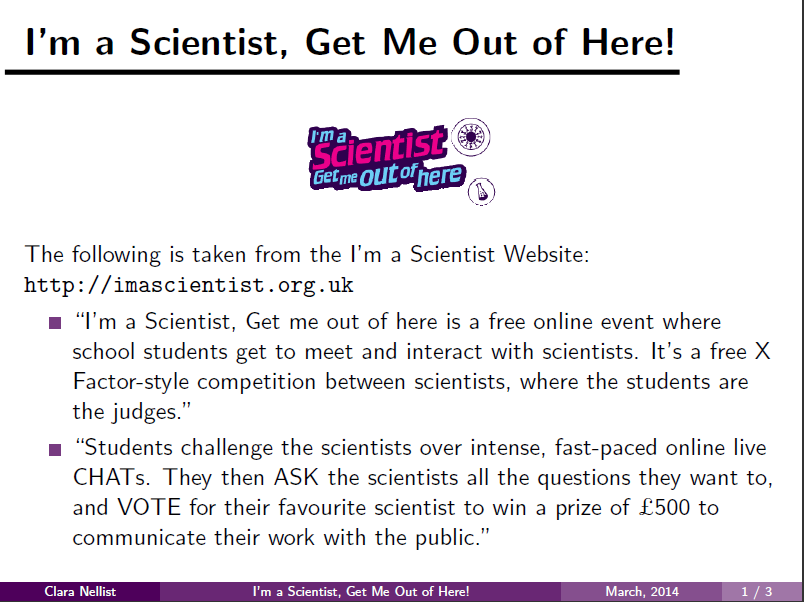 I'm a Scientist, Get Me Out of Here!
I'm a
Scientist
Get me out of here
The following is taken from the I'm a Scientist Website:
http://imascientist.org.uk
“I'm a Scientist, Get me out of here is a free online event where
school students get to meet and interact with scientists. It's a free X
Factor-style competition between scientists, where the students are
the judges.”
“Students challenge the scientists over intense, fast-paced online live
CHATs. They then ASK the scientists all the questions they want to,
and VOTE for their favourite scientist to win a prize of £500 to
communicate their work with the public.”
Clara Nellist
I'm a Scientist, Get Me Out of Here!
March, 2014
1 / 3